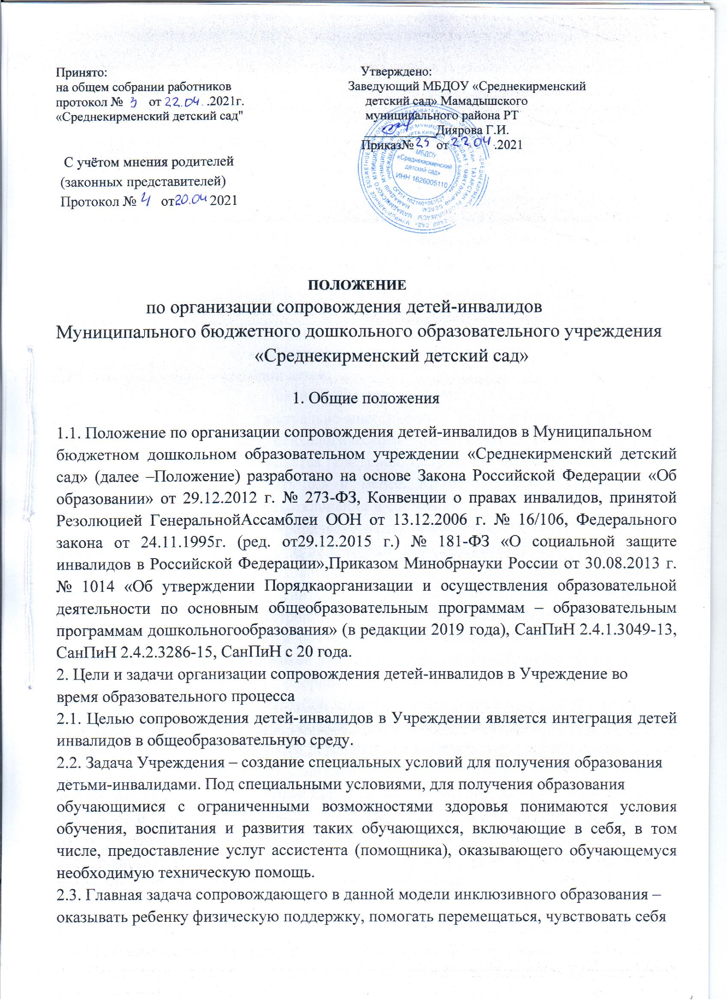 Принято:
на общем собрании работников
протокол № 3 от 22.04. .2021г.
«Среднекирменский детский сад"
С учётом мнения родителей
(законных представителей)
Протокол № 4 от 20.04 2021
Утверждено:
Заведующий МБДОУ «Среднекирменский
детский сад» Мамадышского
муниципального района РТ
Диярова Г.И.
Приказ№ 25 от 22 04 .2021
МБДОУ
«Среднекирменский
детский сад»
ИНН 1626005110
ПОЛОЖЕНИЕ
по организации сопровождения детей-инвалидов
Муниципального бюджетного дошкольного образовательного учреждения
«Среднекирменский детский сад»
1. Общие положения
1.1. Положение по организации сопровождения детей-инвалидов в Муниципальном
бюджетном дошкольном образовательном учреждении «Среднекирменский детский
сад» (далее –Положение) разработано на основе Закона Российской Федерации «Об
образовании» от 29.12.2012 г. № 273-ФЗ, Конвенции о правах инвалидов, принятой
Резолюцией ГенеральнойАссамблеи ООН от 13.12.2006 г. № 16/106, Федерального
закона от 24.11.1995г. (ред. от29.12.2015 г.) № 181-ФЗ «О социальной защите
инвалидов в Российской Федерации»,Приказом Минобрнауки России от 30.08.2013 г.
№ 1014 «Об утверждении Порядкаорганизации и осуществления образовательной
деятельности по основным общеобразовательным программам – образовательным
программам дошкольногообразования» (в редакции 2019 года), СанПиН 2.4.1.3049-13,
СанПиН 2.4.2.3286-15, СанПиН с 20 года.
2. Цели и задачи организации сопровождения детей-инвалидов в Учреждение во
время образовательного процесса
2.1. Целью сопровождения детей-инвалидов в Учреждении является интеграция детей
инвалидов в общеобразовательную среду.
2.2. Задача Учреждения – создание специальных условий для получения образования
детьми-инвалидами. Под специальными условиями, для получения образования
обучающимися с ограниченными возможностями здоровья понимаются условия
обучения, воспитания и развития таких обучающихся, включающие в себя, в том
числе, предоставление услуг ассистента (помощника), оказывающего обучающемуся
необходимую техническую помощь.
2.3. Главная задача сопровождающего в данной модели инклюзивного образования –
оказывать ребенку физическую поддержку, помогать перемещаться, чувствовать себя